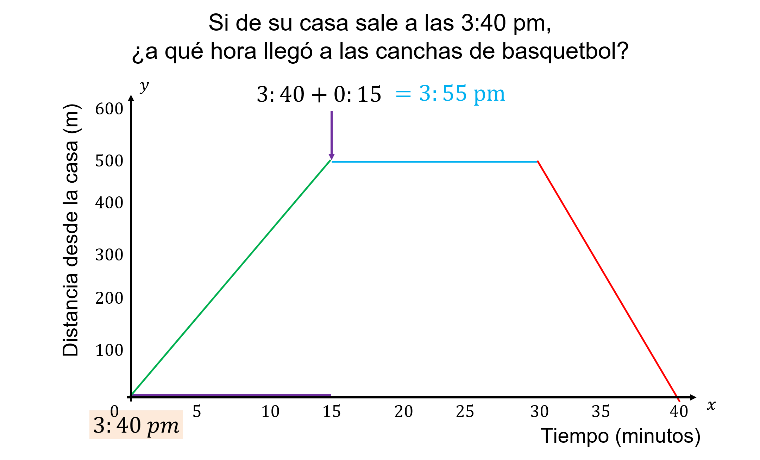 Si de su casa sale a las 3:40 pm,
¿a qué hora llegó a las canchas de basquetbol?
y
3: 40 + 0: 15 = 3: 55 pm
Distancia desde la casa (m)
600
500
400
300
200
100
0 5 10 15 20 25 30 35 40 x
3: 40 pm
Tiempo (minutos)